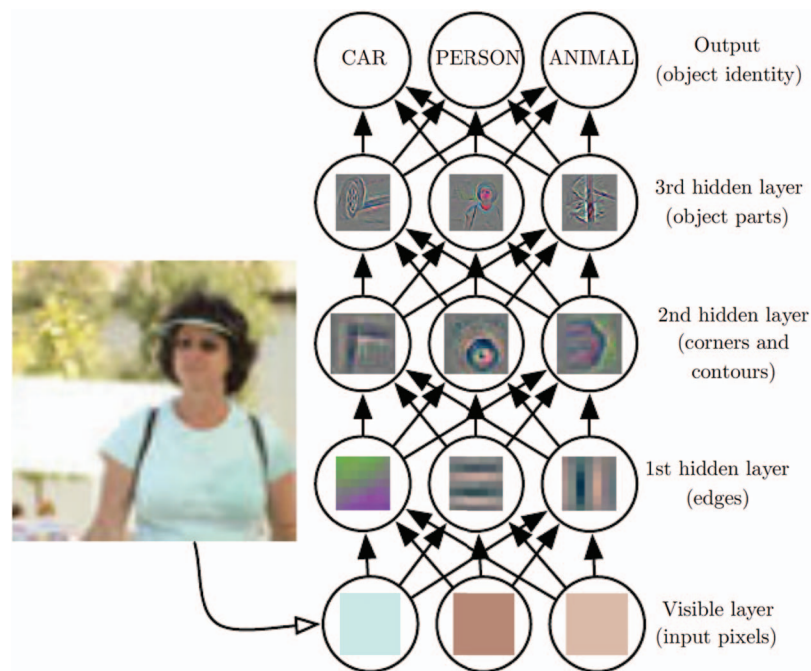 CAR PERSON ANIMAL
Output
(object identity)
3rd hidden layer
(object parts)
2nd hidden layer
(corners and
contours)
1st hidden layer
(edges)
Visible layer
(input pixels)